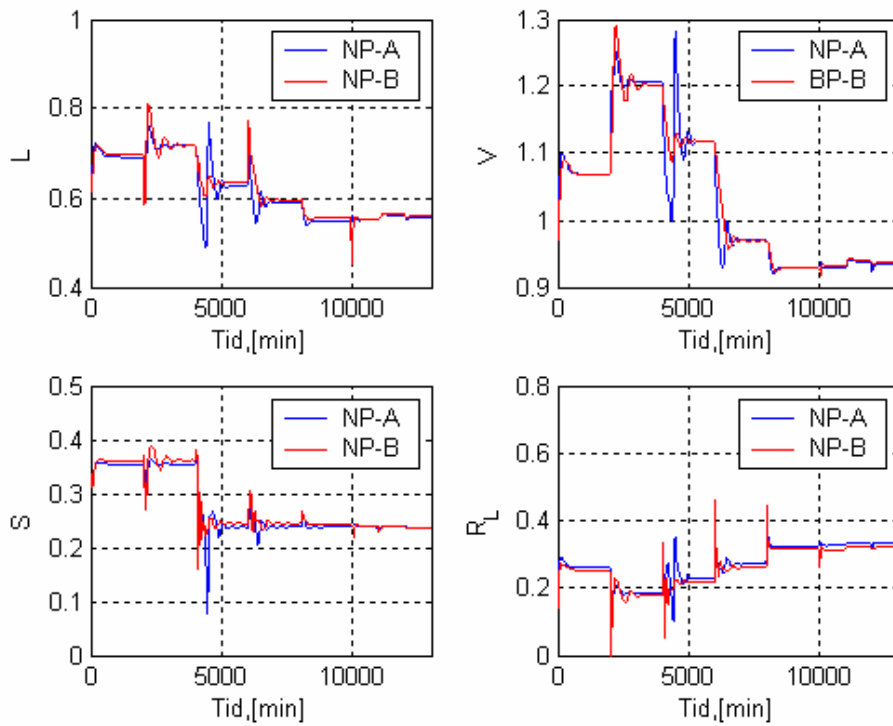 1
0.8
0.6
0.4
L
NP-A
NP-B
0
5000
10000
Tid,[min]
1.3
1.2
1.1
1
0.9
V
NP-A
BP-B
0
5000
10000
Tid,[min]
0.5
0.4
0.3
0.2
0.1
0
S
NP-A
NP-B
0
5000
10000
Tid,[min]
0.8
0.6
0.4
0.2
0
R_L
NP-A
NP-B
0
5000
10000
Tid,[min]